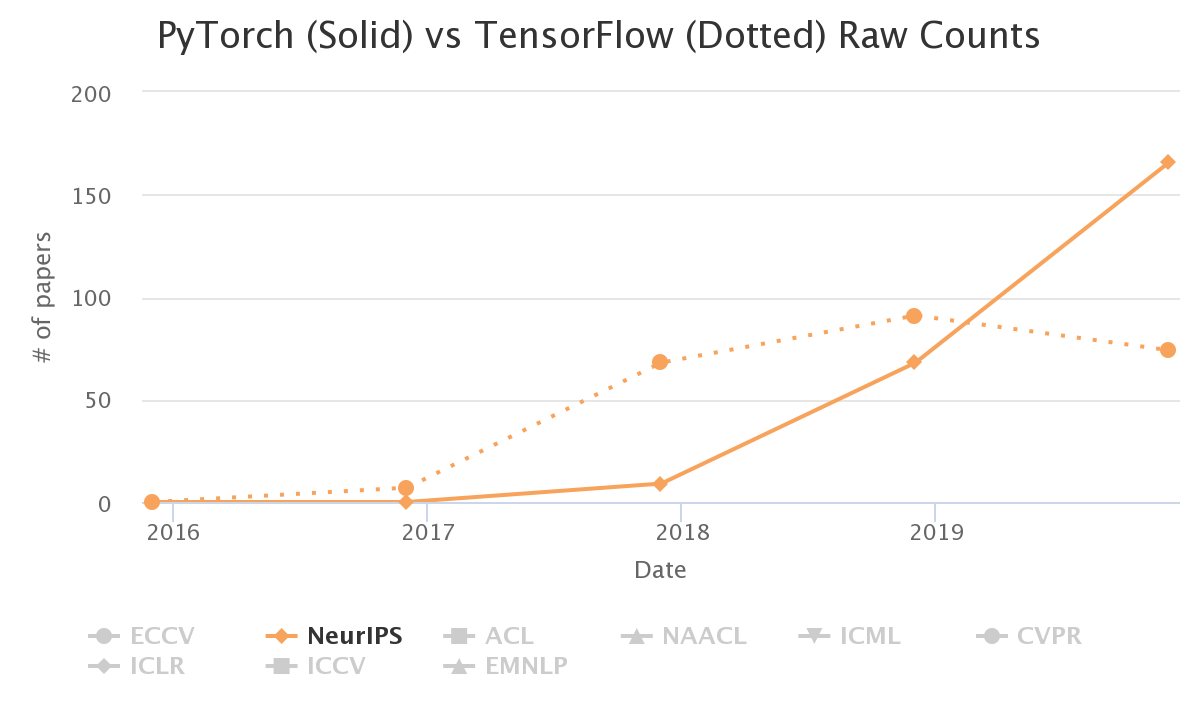 PyTorch (Solid) vs TensorFlow (Dotted) Raw Counts
200
150
100
50
0
# of papers
2016 2017 2018 2019
Date
ECCV NeurIPS ACL NAACL ICML CVPR
ICLR ICCV EMNLP